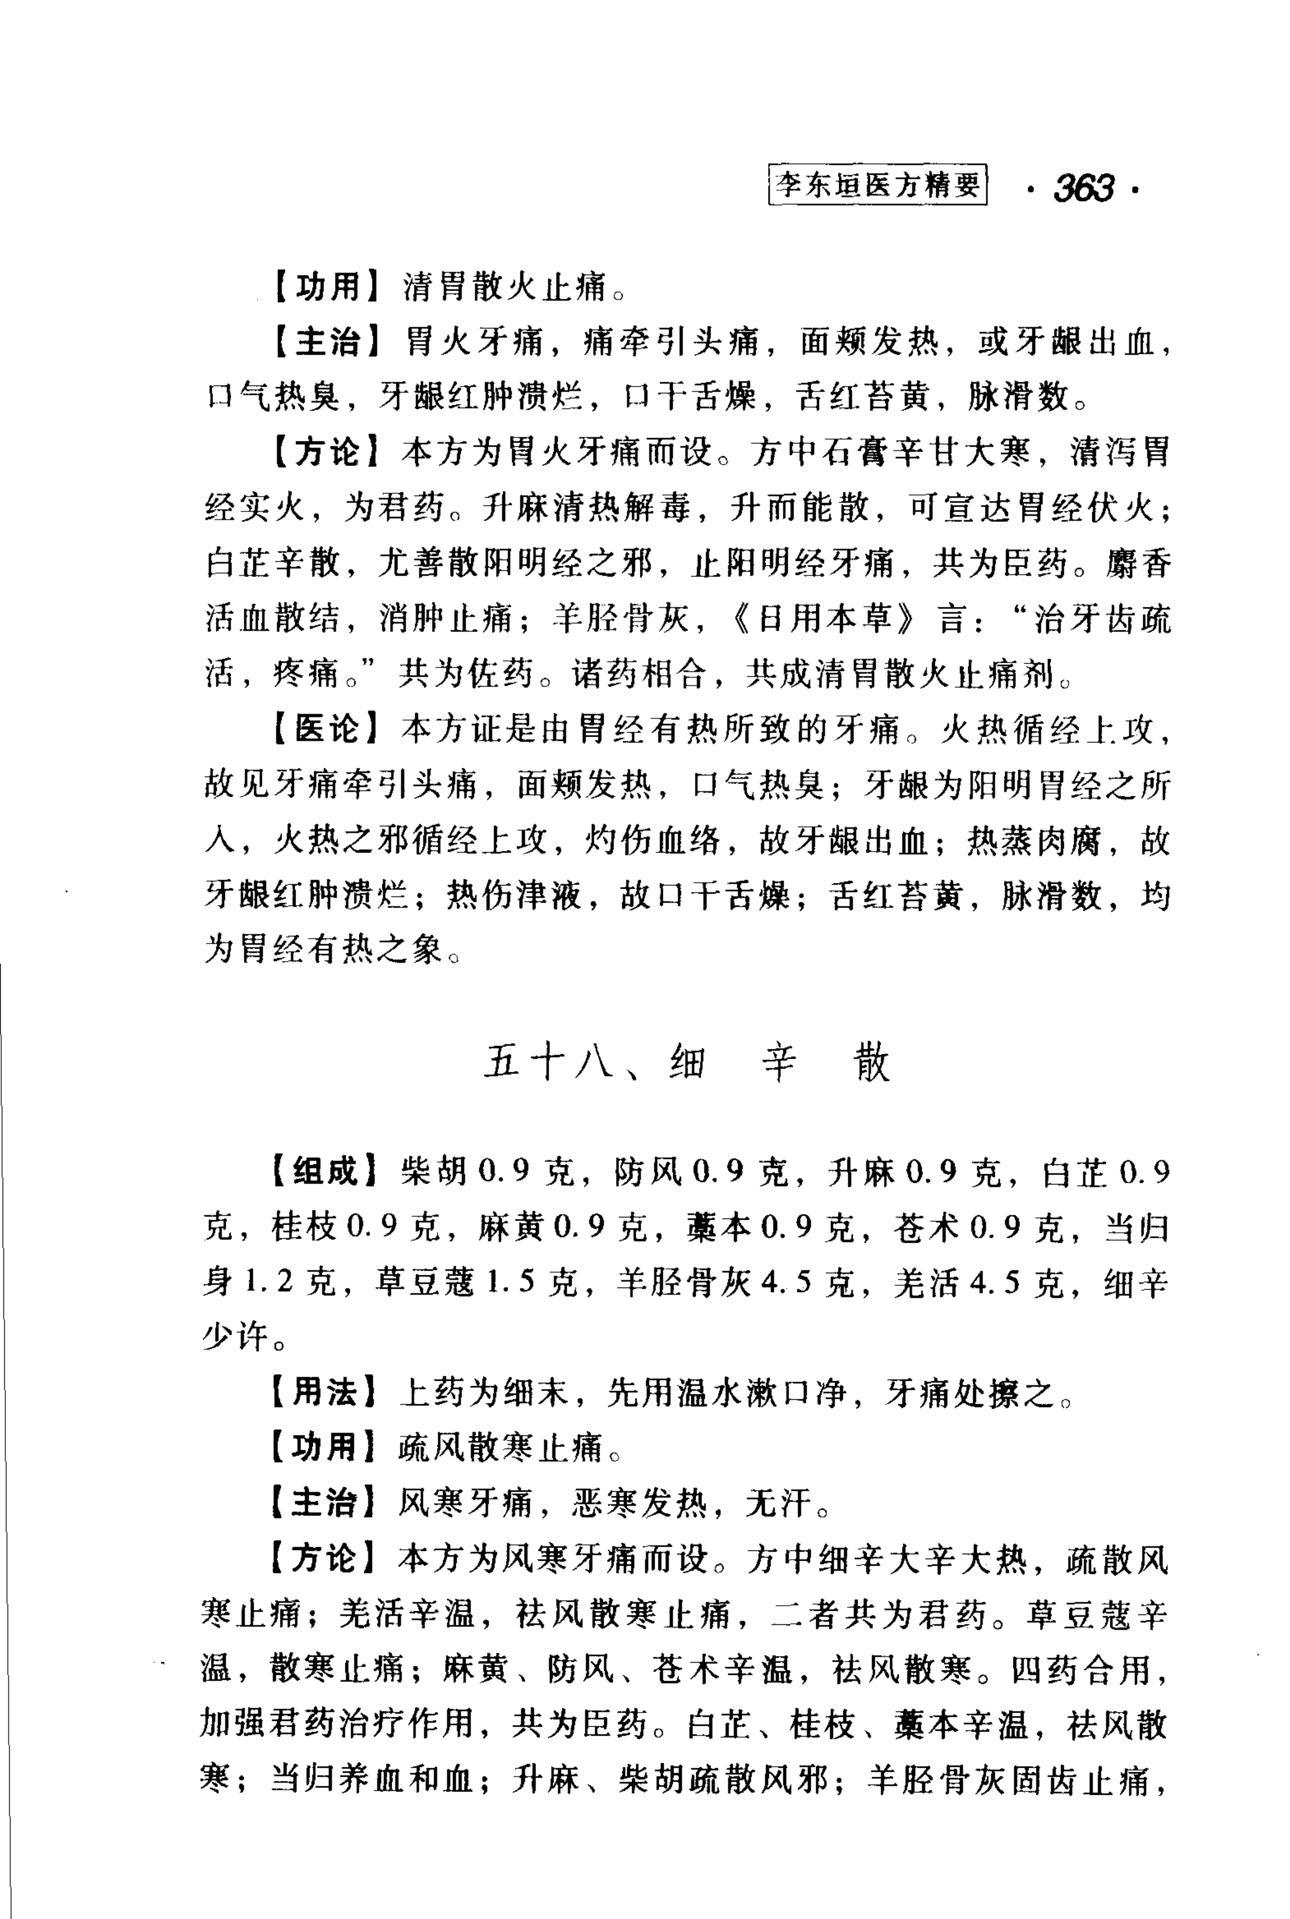 李东垣医方精要 · 363 ·
【功用】清胃散火止痛。
【主治】胃火牙痛，痛牵引头痛，面颊发热，或牙龈出血，
口气热臭，牙龈红肿溃烂，口干舌燥，舌红苔黄，脉滑数。
【方论】本方为胃火牙痛而设。方中石膏辛甘大寒，清泻胃
经实火，为君药。升麻清热解毒，升而能散，可宣达胃经伏火；
白芷辛散，尤善散阳明经之邪，止阳明经牙痛，共为臣药。麝香
活血散结，消肿止痛；羊胫骨灰，《日用本草》言：“治牙齿疏
活，疼痛。”共为佐药。诸药相合，共成清胃散火止痛剂。
【医论】本方证是由胃经有热所致的牙痛。火热循经上攻，
故见牙痛牵引头痛，面颊发热，口气热臭；牙龈为阳明胃经之所
入，火热之邪循经上攻，灼伤血络，故牙龈出血；热蒸肉腐，故
牙龈红肿溃烂；热伤津液，故口干舌燥；舌红苔黄，脉滑数，均
为胃经有热之象。
五十八、细 辛 散
【组成】柴胡0.9克，防风0.9克，升麻0.9克，白芷0.9
克，桂枝0.9克，麻黄0.9克，藁本0.9克，苍术0.9克，当归
身1.2克，草豆蔻1.5克，羊胫骨灰4.5克，羌活4.5克，细辛
少许。
【用法】上药为细末，先用温水漱口净，牙痛处擦之。
【功用】疏风散寒止痛。
【主治】风寒牙痛，恶寒发热，无汗。
【方论】本方为风寒牙痛而设。方中细辛大辛大热，疏散风
寒止痛；羌活辛温，祛风散寒止痛，二者共为君药。草豆蔻辛
温，散寒止痛；麻黄、防风、苍术辛温，祛风散寒。四药合用，
加强君药治疗作用，共为臣药。白芷、桂枝、藁本辛温，祛风散
寒；当归养血和血；升麻、柴胡疏散风邪；羊胫骨灰固齿止痛，